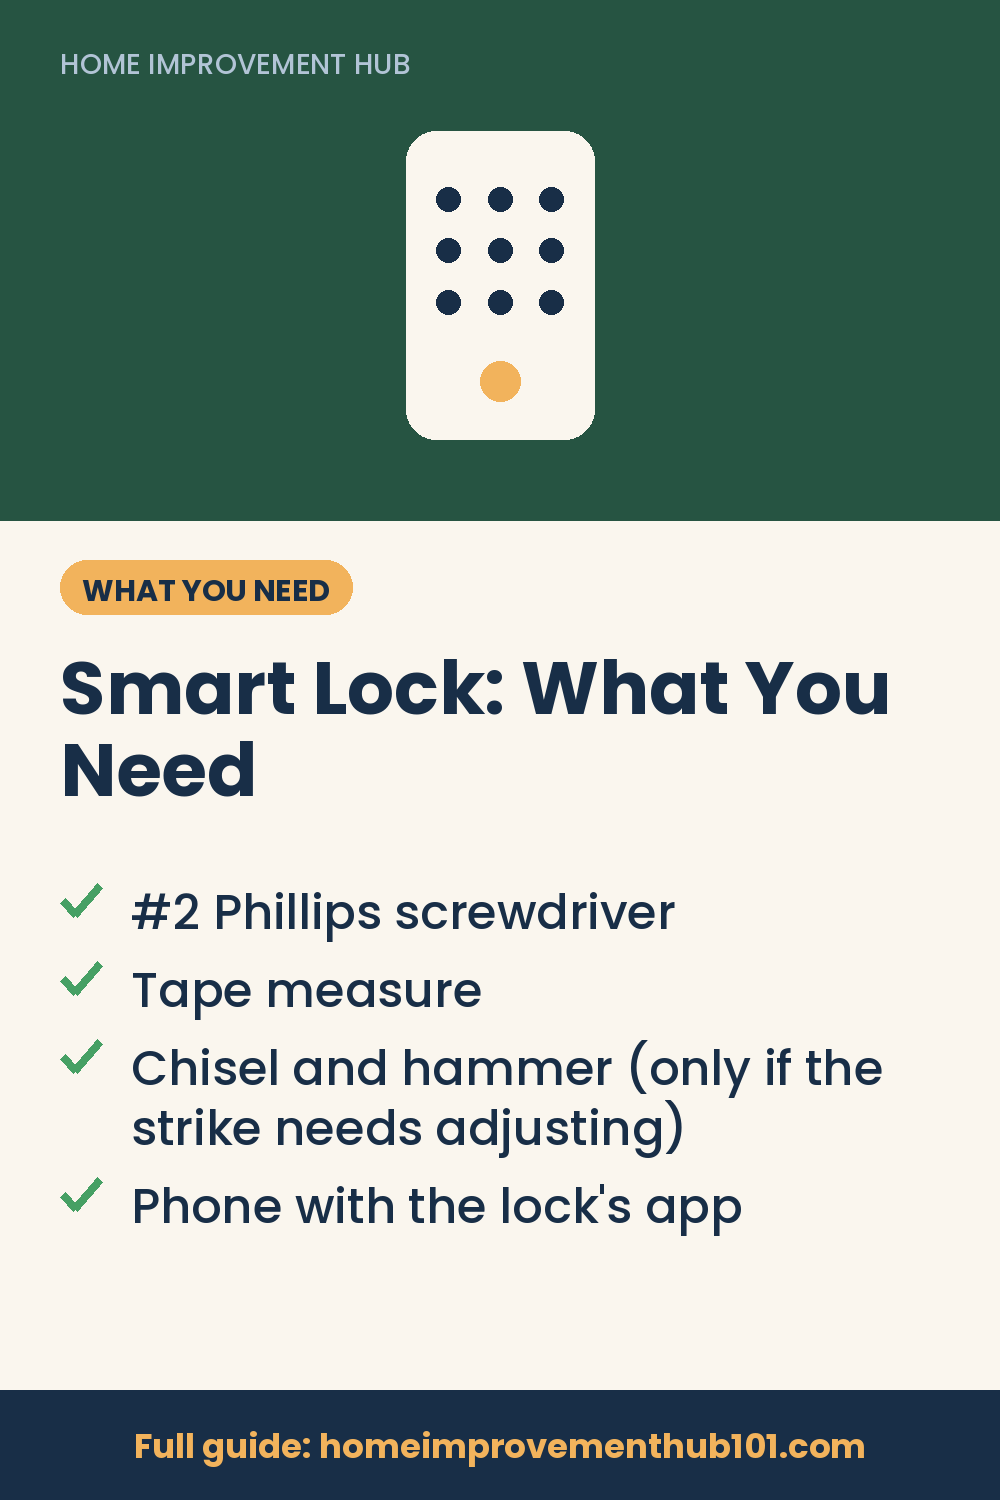 HOME IMPROVEMENT HUB
WHAT YOU NEED
Smart Lock: What You
Need
#2 Phillips screwdriver
Tape measure
Chisel and hammer (only if the
strike needs adjusting)
Phone with the lock's app
Full guide: homeimprovementhub101.com